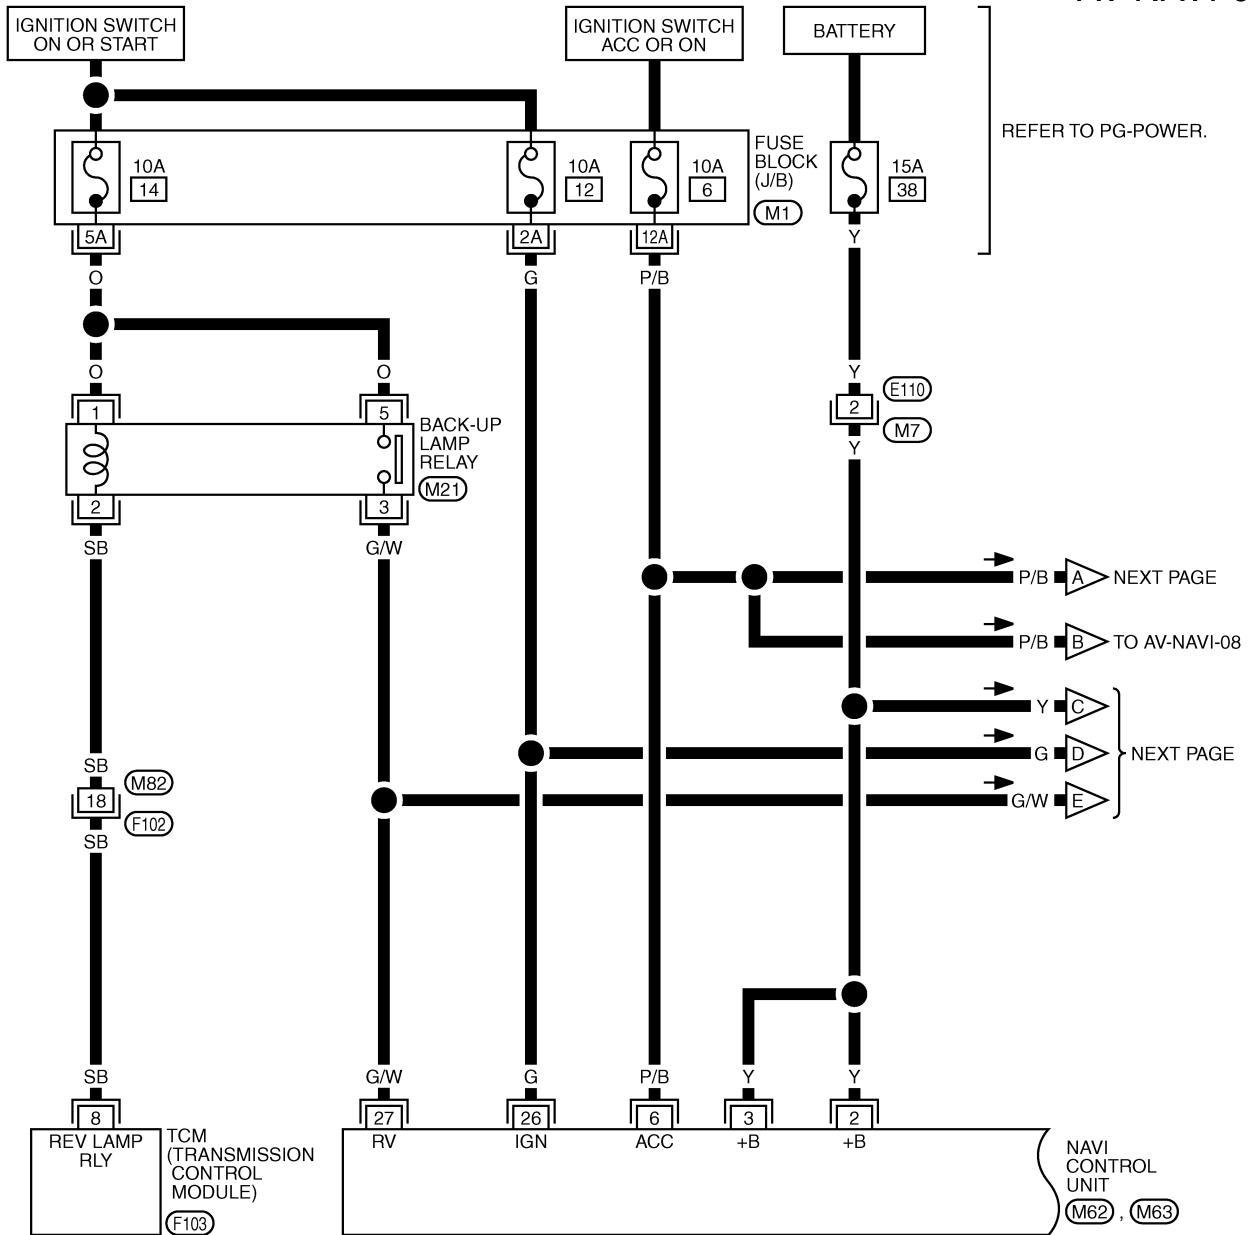 IGNITION SWITCH
ON OR START
IGNITION SWITCH
ACC OR ON
BATTERY
REFER TO PG-POWER.
10A
14
10A
12
10A
6
FUSE
BLOCK
(J/B)
M1
15A
38
5A
2A
12A
Y
O
G
P/B
O
O
Y
E110
1
5
2
M7
BACK-UP
LAMP
RELAY
M21
Y
2
3
SB
G/W
P/B
A
NEXT PAGE
P/B
B
TO AV-NAVI-08
Y
C
G
D
NEXT PAGE
G/W
E
SB
M82
18
F102
SB
SB
G/W
G
P/B
Y
Y
8
27
26
6
3
2
REV LAMP
RLY
TCM
(TRANSMISSION
CONTROL
MODULE)
F103
RV
IGN
ACC
+B
+B
NAVI
CONTROL
UNIT
M62 , M63